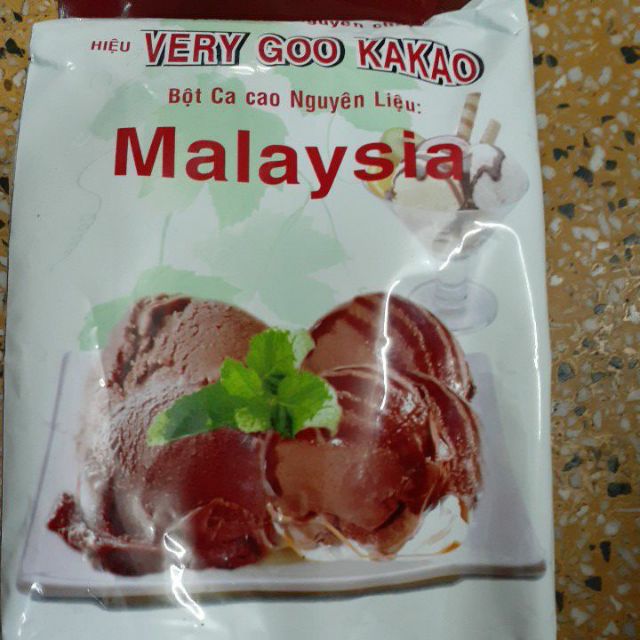 HIỆU VERY GOO KAKAO
Bột Ca cao Nguyên Liệu:
Malaysia